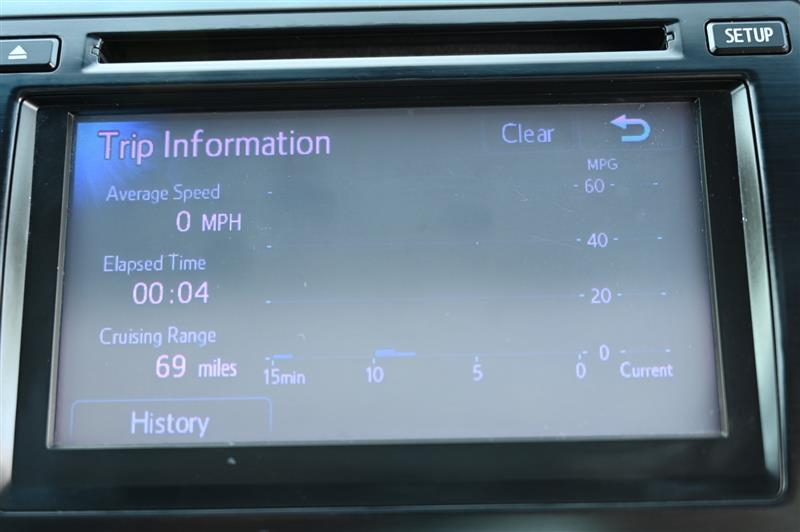 SETUP
Trip Information
Clear
MPG
Average Speed
60
0 MPH
40
Elapsed Time
00:04
20
Cruising Range
69 miles
0
15min 10 5 0 Current
History